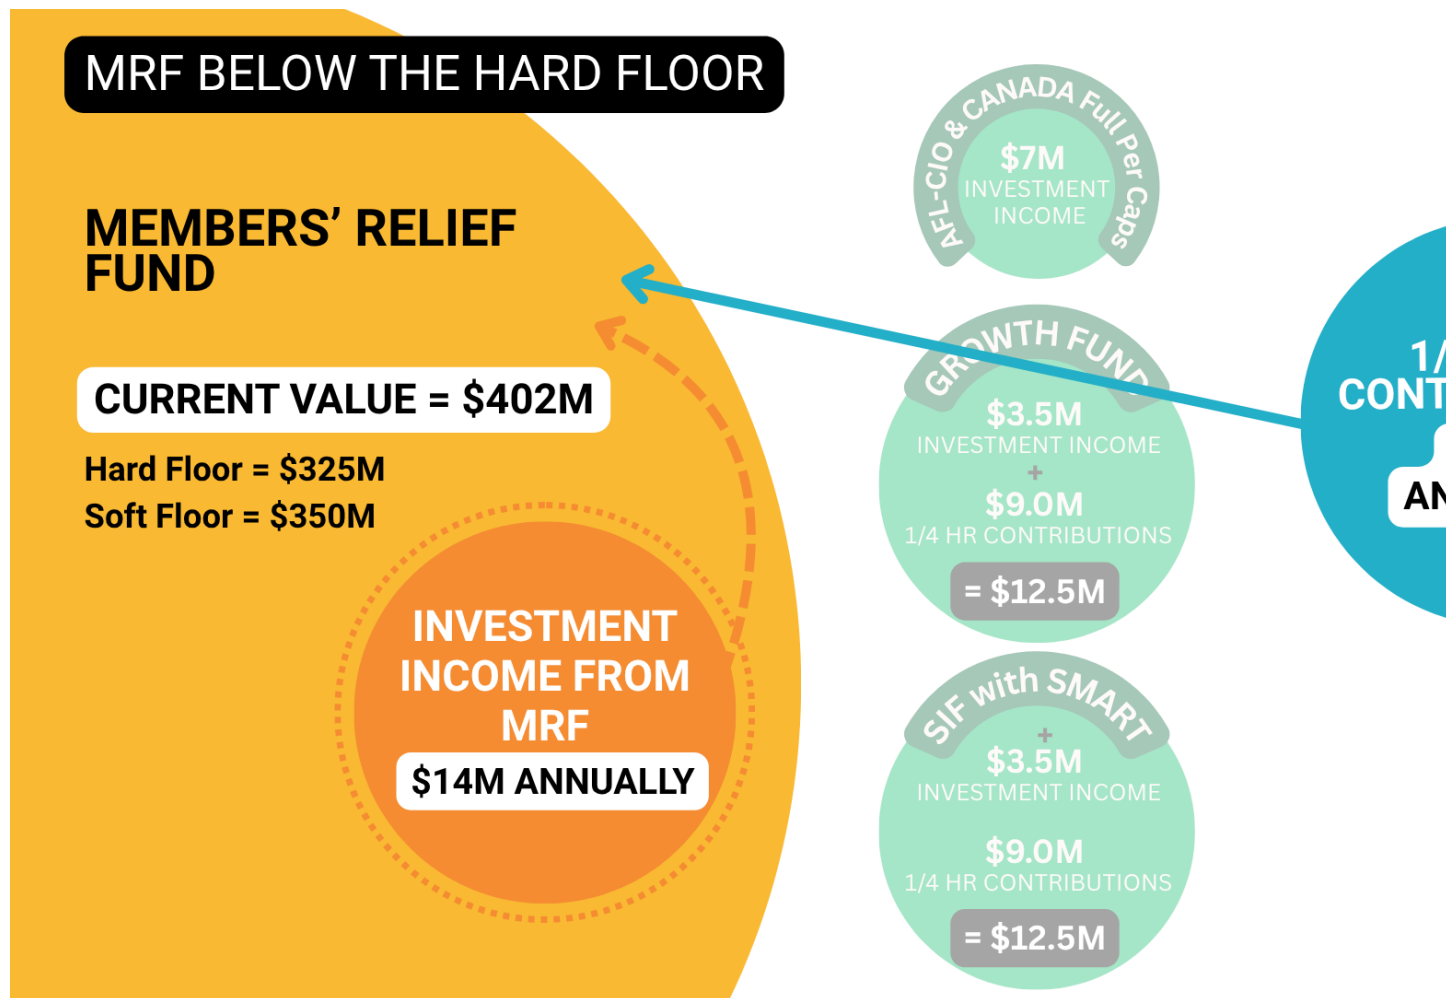 MRF BELOW THE HARD FLOOR
MEMBERS’ RELIEF
FUND
CURRENT VALUE = $402M
Hard Floor = $325M
Soft Floor = $350M
INVESTMENT
INCOME FROM
MRF
$14M ANNUALLY
AFL-CIO & CANADA Full Per Caps
$7M
INVESTMENT
INCOME
GROWTH FUND
$3.5M
INVESTMENT INCOME
+
$9.0M
1/4 HR CONTRIBUTIONS
= $12.5M
SIF with SMART
+
$3.5M
INVESTMENT INCOME
$9.0M
1/4 HR CONTRIBUTIONS
= $12.5M